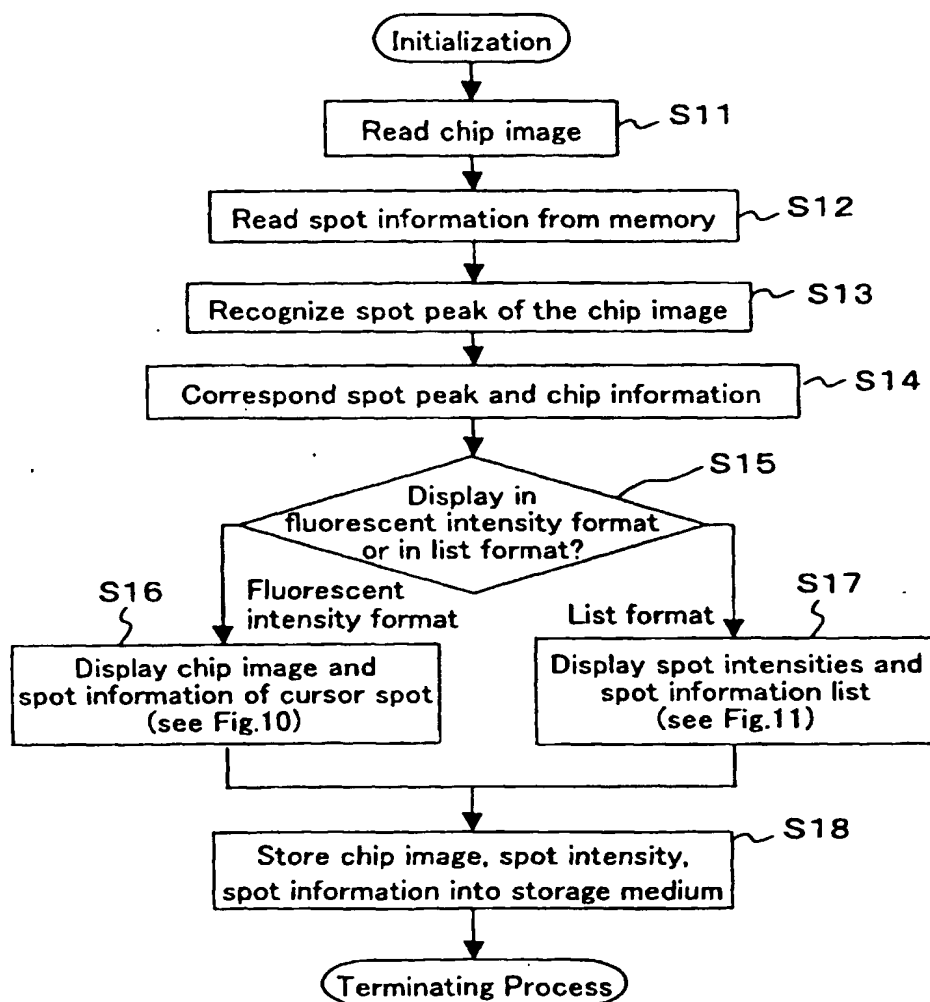 Initialization
Read chip image
S11
Read spot information from memory
S12
Recognize spot peak of the chip image
S13
Correspond spot peak and chip information
S14
S15
Display in
fluorescent intensity format
or in list format?
S16
Fluorescent
intensity format
List format
S17
Display chip image and
spot information of cursor spot
(see Fig.10)
Display spot intensities and
spot information list
(see Fig.11)
S18
Store chip image, spot intensity,
spot information into storage medium
Terminating Process